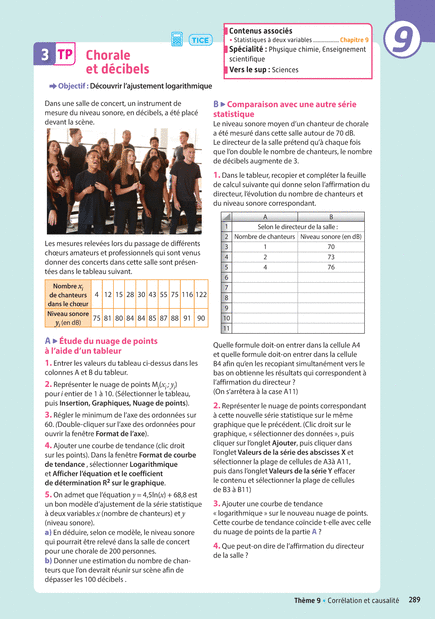 3 TP Chorale
et décibels
TICE
Contenus associés
• Statistiques à deux variables .................. Chapitre 9
Spécialité : Physique chimie, Enseignement
scientifique
Vers le sup : Sciences
9
➡ Objectif : Découvrir l'ajustement logarithmique
Dans une salle de concert, un instrument de
mesure du niveau sonore, en décibels, a été placé
devant la scène.
Les mesures relevées lors du passage de différents
chœurs amateurs et professionnels qui sont venus
donner des concerts dans cette salle sont présen-
tées dans le tableau suivant.
Nombre xᵢ
de chanteurs 4 12 15 28 30 43 55 75 116 122
dans le chœur
Niveau sonore
yᵢ (en dB) 75 81 80 84 84 85 87 88 91 90
A ▶ Étude du nuage de points
à l'aide d'un tableur
1. Entrer les valeurs du tableau ci-dessus dans les
colonnes A et B du tableur.
2. Représenter le nuage de points Mᵢ(xᵢ ; yᵢ)
pour i entier de 1 à 10. (Sélectionner le tableau,
puis Insertion, Graphiques, Nuage de points).
3. Régler le minimum de l'axe des ordonnées sur
60. (Double-cliquer sur l'axe des ordonnées pour
ouvrir la fenêtre Format de l'axe).
4. Ajouter une courbe de tendance (clic droit
sur les points). Dans la fenêtre Format de courbe
de tendance , sélectionner Logarithmique
et Afficher l'équation et le coefficient
de détermination R² sur le graphique.
5. On admet que l'équation y = 4,5ln(x) + 68,8 est
un bon modèle d'ajustement de la série statistique
à deux variables x (nombre de chanteurs) et y
(niveau sonore).
a) En déduire, selon ce modèle, le niveau sonore
qui pourrait être relevé dans la salle de concert
pour une chorale de 200 personnes.
b) Donner une estimation du nombre de chan-
teurs que l'on devrait réunir sur scène afin de
dépasser les 100 décibels .
B ▶ Comparaison avec une autre série
statistique
Le niveau sonore moyen d'un chanteur de chorale
a été mesuré dans cette salle autour de 70 dB.
Le directeur de la salle prétend qu'à chaque fois
que l'on double le nombre de chanteurs, le nombre
de décibels augmente de 3.
1. Dans le tableur, recopier et compléter la feuille
de calcul suivante qui donne selon l'affirmation du
directeur, l'évolution du nombre de chanteurs et
du niveau sonore correspondant.
A B
1 Selon le directeur de la salle :
2 Nombre de chanteurs Niveau sonore (en dB)
3 1 70
4 2 73
5 4 76
6
7
8
9
10
11
Quelle formule doit-on entrer dans la cellule A4
et quelle formule doit-on entrer dans la cellule
B4 afin qu'en les recopiant simultanément vers le
bas on obtienne les résultats qui correspondent à
l'affirmation du directeur ?
(On s'arrêtera à la case A11)
2. Représenter le nuage de points correspondant
à cette nouvelle série statistique sur le même
graphique que le précédent. (Clic droit sur le
graphique, « sélectionner des données », puis
cliquer sur l'onglet Ajouter, puis cliquer dans
l'onglet Valeurs de la série des abscisses X et
sélectionner la plage de cellules de A3à A11,
puis dans l'onglet Valeurs de la série Y effacer
le contenu et sélectionner la plage de cellules
de B3 à B11)
3. Ajouter une courbe de tendance
« logarithmique » sur le nouveau nuage de points.
Cette courbe de tendance coïncide t-elle avec celle
du nuage de points de la partie A ?
4. Que peut-on dire de l'affirmation du directeur
de la salle ?
Thème 9 • Corrélation et causalité 289